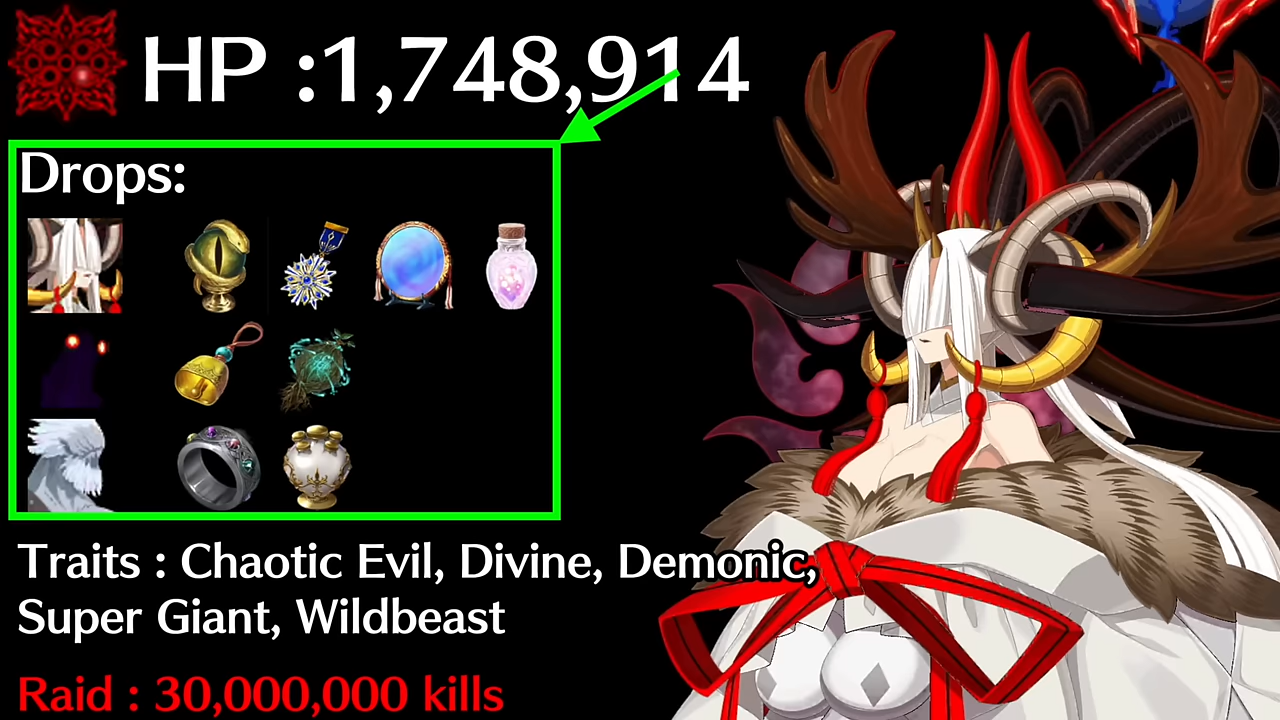 HP :1,748,914
Drops:
Traits : Chaotic Evil, Divine, Demonic,
Super Giant, Wildbeast
Raid : 30,000,000 kills